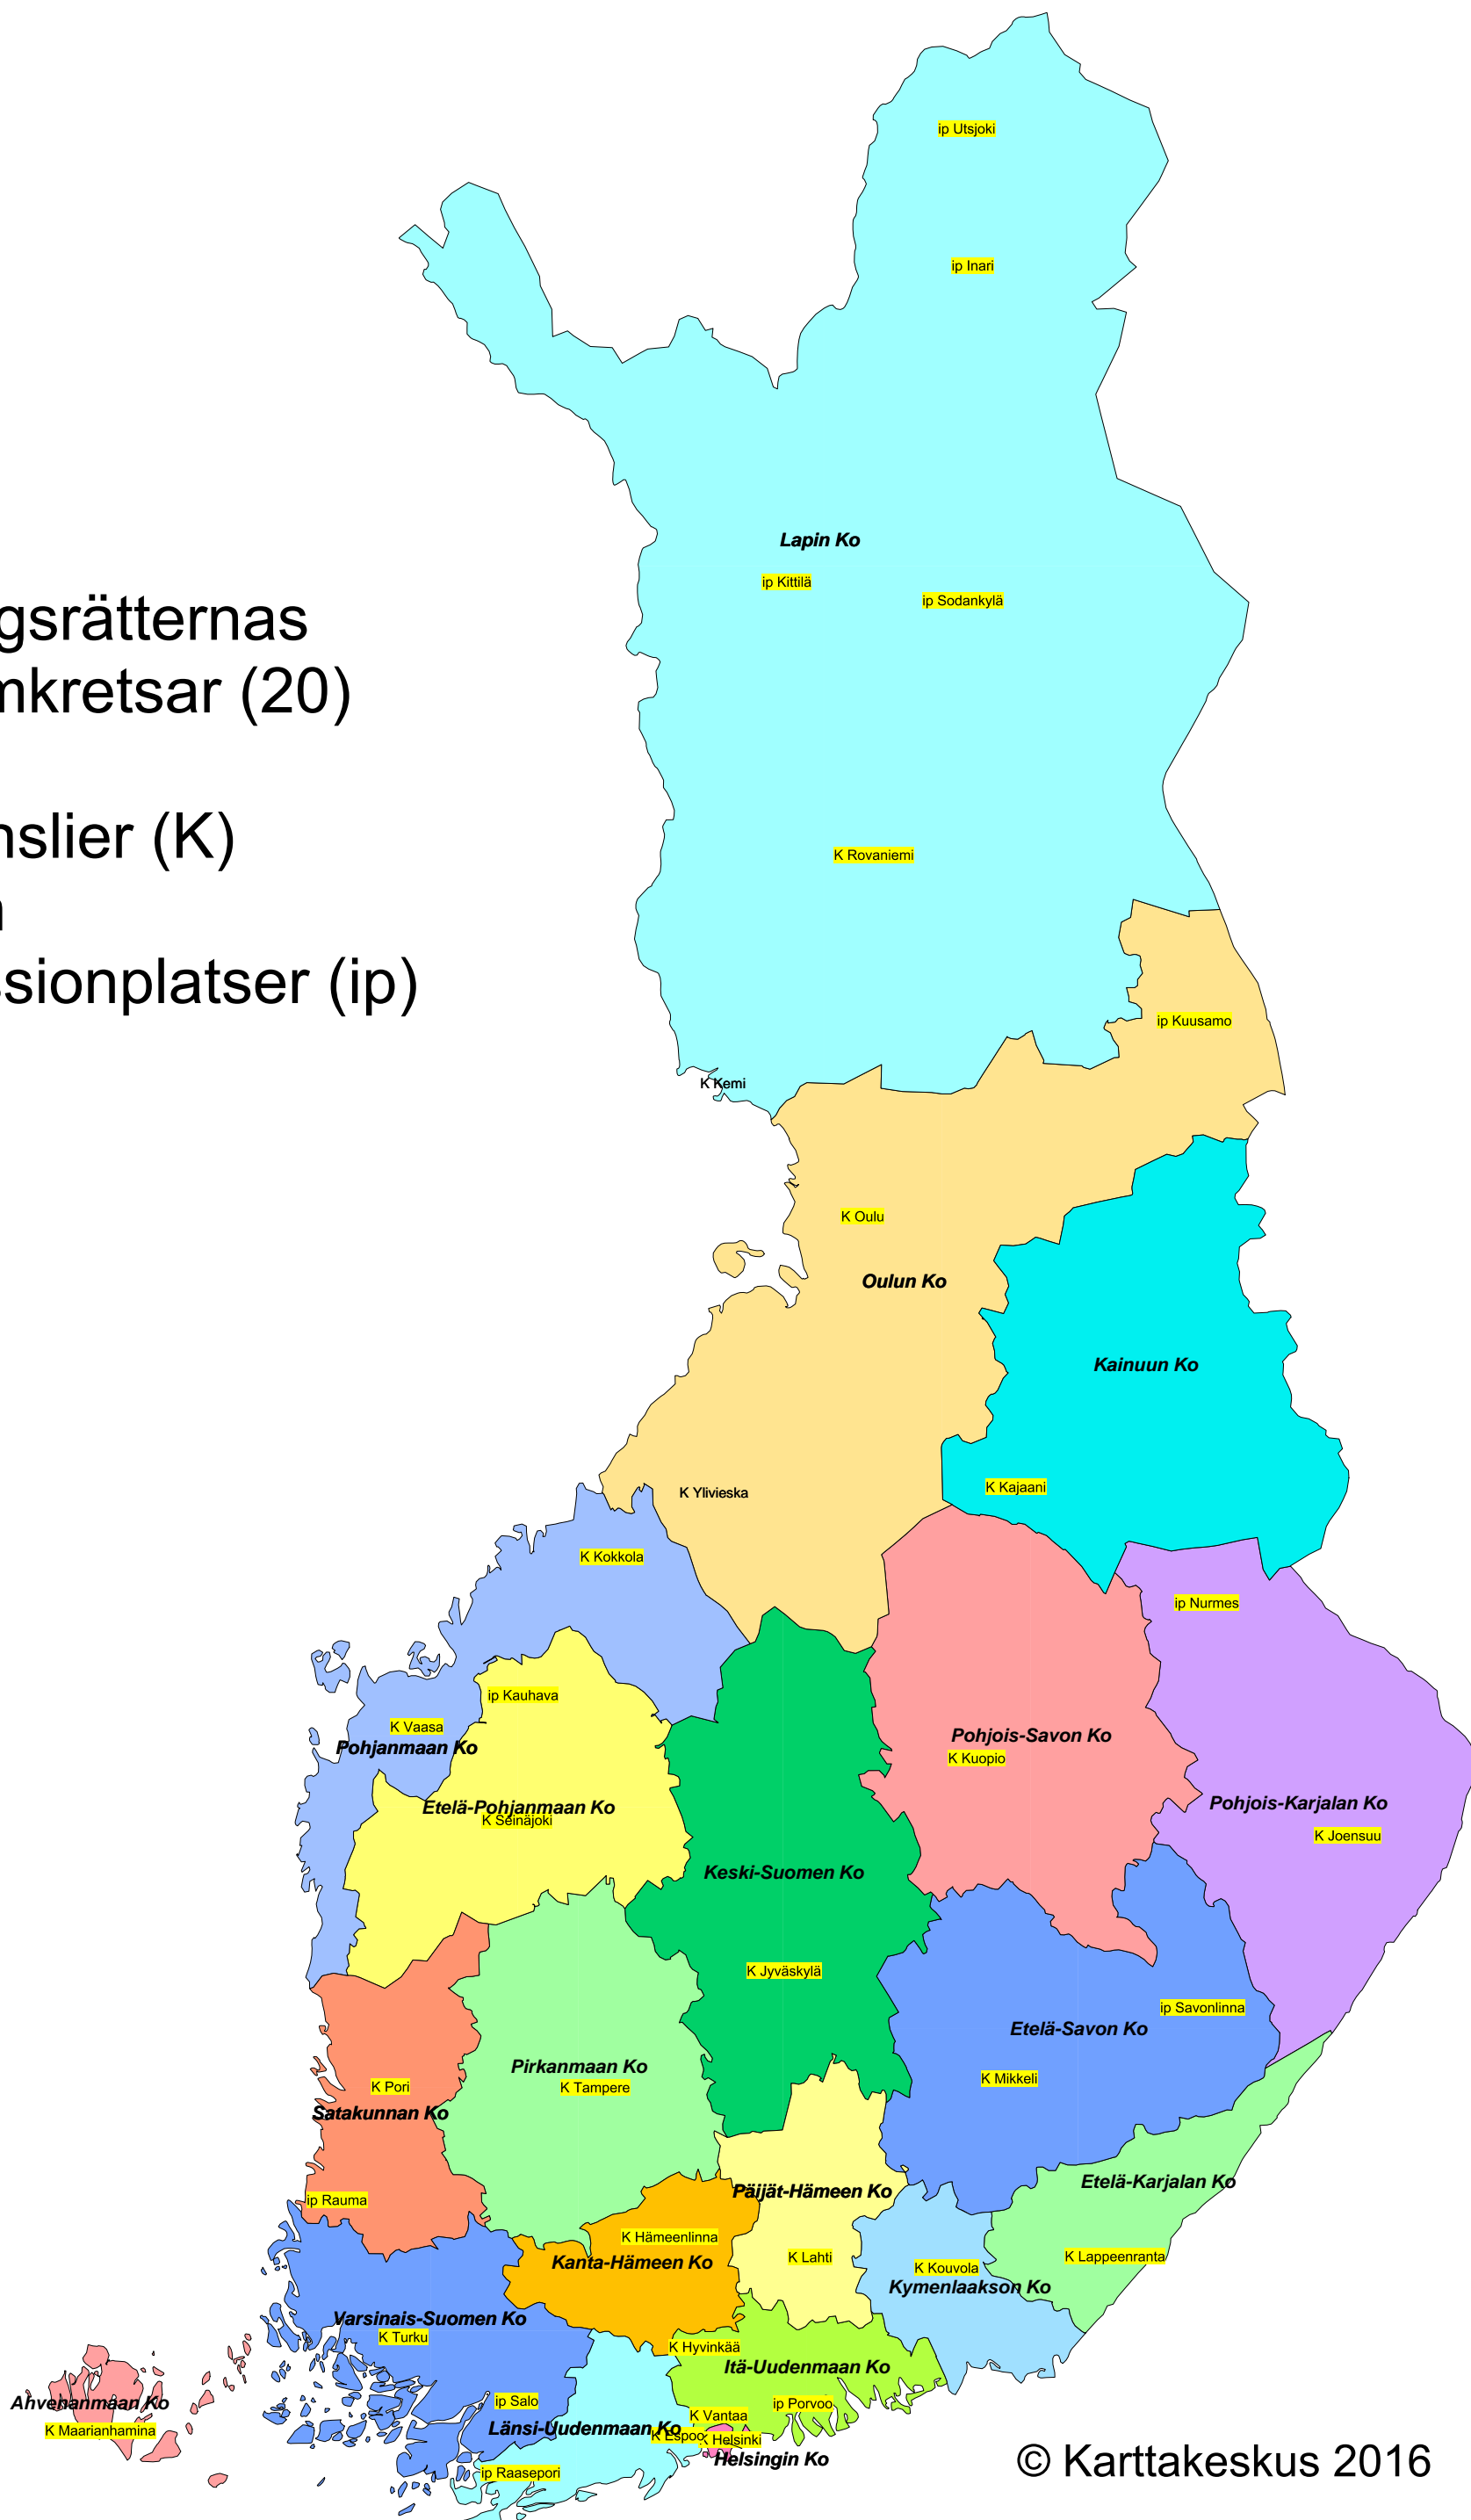 ip Utsjoki
ip Inari
Lapin Ko
ip Kittilä
ip Sodankylä
gsrätternas
mkretsar (20)
nslier (K)
ssionplatser (ip)
K Rovaniemi
ip Kuusamo
K Kemi
K Oulu
Oulun Ko
Kainuun Ko
K Kajaani
K Ylivieska
K Kokkola
ip Nurmes
ip Kauhava
K Vaasa
Pohjanmaan Ko
Pohjois-Savon Ko
K Kuopio
Etelä-Pohjanmaan Ko
K Seinäjoki
Pohjois-Karjalan Ko
K Joensuu
Keski-Suomen Ko
K Jyväskylä
ip Savonlinna
Etelä-Savon Ko
Pirkanmaan Ko
K Tampere
K Mikkeli
K Pori
Satakunnan Ko
Etelä-Karjalan Ko
Päijät-Hämeen Ko
ip Rauma
K Hämeenlinna
Kanta-Hämeen Ko
K Lahti
K Lappeenranta
K Kouvola
Kymenlaakson Ko
Varsinais-Suomen Ko
K Turku
K Hyvinkää
Itä-Uudenmaan Ko
Ahvenanmaan Ko
K Maarianhamina
ip Salo
ip Porvoo
K Vantaa
Länsi-Uudenmaan Ko
K Espoo
K Helsinki
Helsingin Ko
ip Raasepori
© Karttakeskus 2016